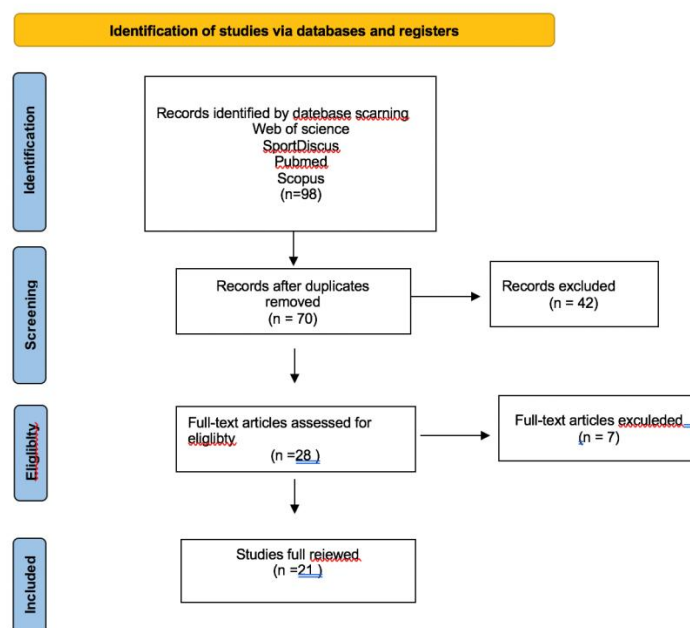 Identification of studies via databases and registers
Identification
Records identified by datebase scarning
Web of science
SportDiscus
Pubmed
Scopus
(n=98)
Screening
Records after duplicates
removed
(n = 70)
Records excluded
(n = 42)
Eligliblty
Full-text articles assessed for
eligiblty
(n =28 )
Full-text articles exculeded
(n = 7)
Included
Studies full reiewed
(n =21 )